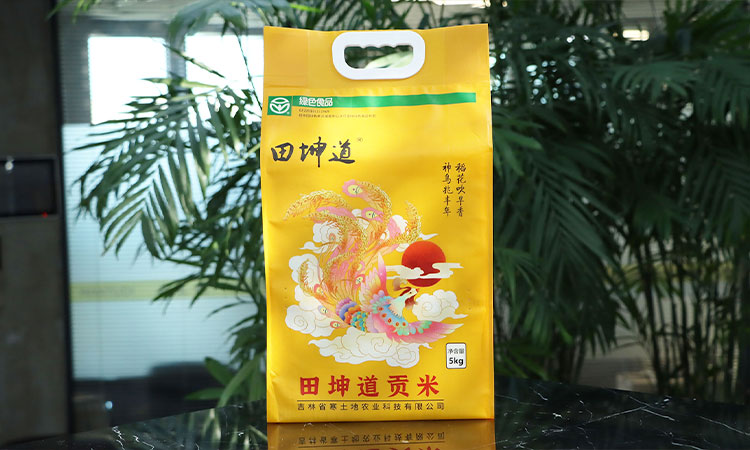 绿色食品
田坤道
稻花吹早香
神鸟兆丰年
净含量
5kg
田坤道贡米
吉林省寒土地农业科技有限公司